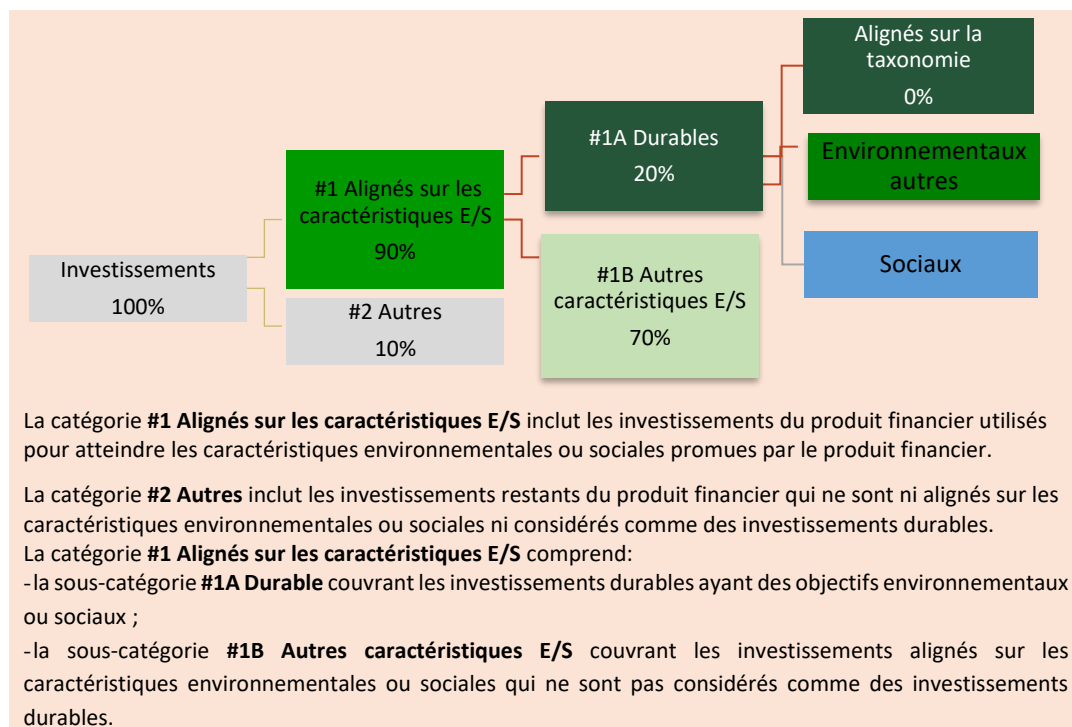 Alignés sur la
taxonomie
0%
#1A Durables
20%
Environnementaux
autres
#1 Alignés sur les
caractéristiques E/S
90%
Sociaux
#1B Autres
caractéristiques E/S
70%
Investissements
100%
#2 Autres
10%
La catégorie #1 Alignés sur les caractéristiques E/S inclut les investissements du produit financier utilisés
pour atteindre les caractéristiques environnementales ou sociales promues par le produit financier.
La catégorie #2 Autres inclut les investissements restants du produit financier qui ne sont ni alignés sur les
caractéristiques environnementales ou sociales ni considérés comme des investissements durables.
La catégorie #1 Alignés sur les caractéristiques E/S comprend:
-la sous-catégorie #1A Durable couvrant les investissements durables ayant des objectifs environnementaux
ou sociaux ;
-la sous-catégorie #1B Autres caractéristiques E/S couvrant les investissements alignés sur les
caractéristiques environnementales ou sociales qui ne sont pas considérés comme des investissements
durables.